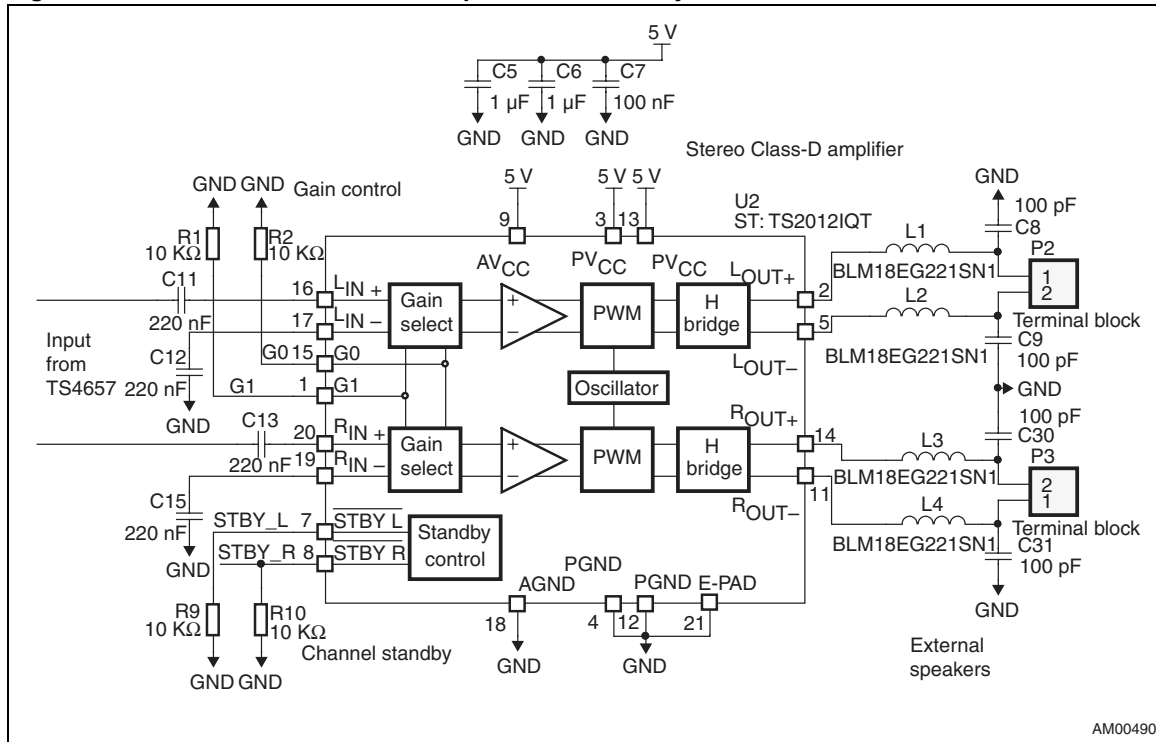 5 V
C5
C6
C7
1 µF
1 µF
100 nF
GND
GND
GND
Stereo Class-D amplifier
GND
GND
Gain control
5 V
5 V
5 V
U2
ST: TS2012IQT
GND
100 pF
C8
9
3
13
R1
10 KΩ
R2
10 KΩ
L1
P2
BLM18EG221SN1
1
2
Terminal block
C11
220 nF
16
LIN +
AVCC
PVCC
PVCC
LOUT+
2
Gain
select
+
–
PWM
H
bridge
L2
17
LIN –
5
BLM18EG221SN1
C9
100 pF
Input
from
TS4657
C12
220 nF
GND
G0
15
G0
LOUT–
G1
1
G1
Oscillator
GND
C13
220 nF
20
RIN +
ROUT+
14
100 pF
C30
L3
P3
BLM18EG221SN1
2
1
Terminal block
19
RIN –
Gain
select
+
–
PWM
H
bridge
11
ROUT–
L4
BLM18EG221SN1
C31
100 pF
GND
C15
220 nF
GND
STBY_L
7
STBY L
Standby
control
STBY_R
8
STBY R
AGND
PGND
PGND
E-PAD
R9
10 KΩ
R10
10 KΩ
18
4
12
21
GND
GND
Channel standby
GND
GND
External
speakers
AM00490